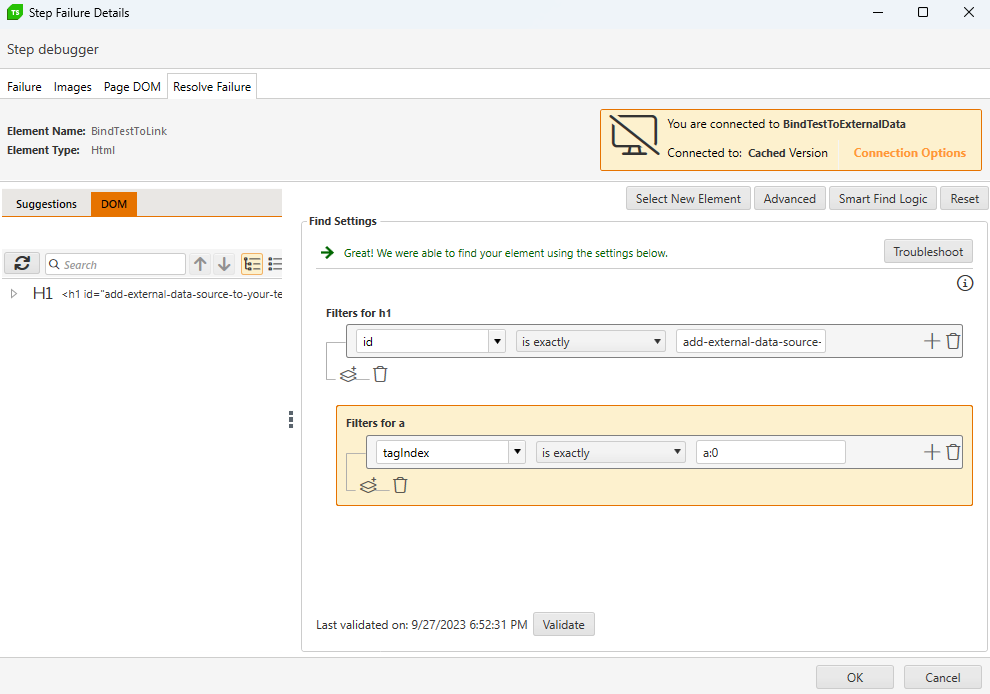 TS Step Failure Details
Step debugger
Failure Images Page DOM Resolve Failure
Element Name: BindTestToLink
Element Type: Html
You are connected to BindTestToExternalData
Connected to: Cached Version Connection Options
Suggestions DOM
Select New Element Advanced Smart Find Logic Reset
Find Settings
Great! We were able to find your element using the settings below.
Troubleshoot
Search
H1 <h1 id="add-external-data-source-to-your-te
Filters for h1
id is exactly add-external-data-source-
Filters for a
tagIndex is exactly a:0
Last validated on: 9/27/2023 6:52:31 PM Validate
OK Cancel